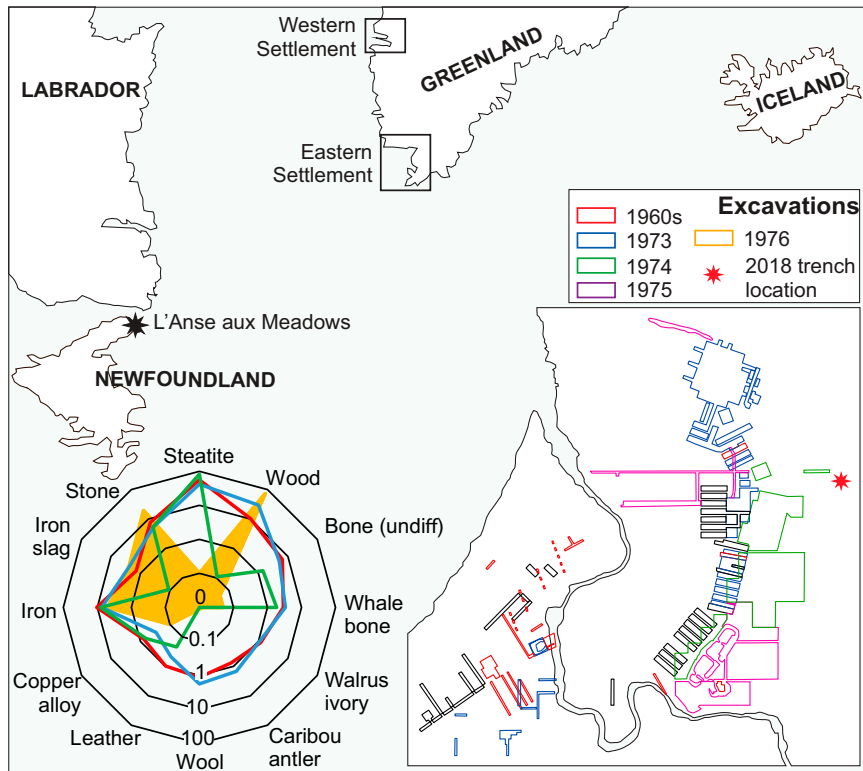 Western
Settlement
GREENLAND
LABRADOR
ICELAND
Eastern
Settlement
Excavations
1960s
1973
1974
1975
1976
2018 trench
location
L'Anse aux Meadows
NEWFOUNDLAND
Steatite
Wood
Bone (undiff)
Whale
bone
Walrus
ivory
Caribou
antler
Wool
Leather
Copper
alloy
Iron
Iron
slag
Stone
0
0.1
1
10
100